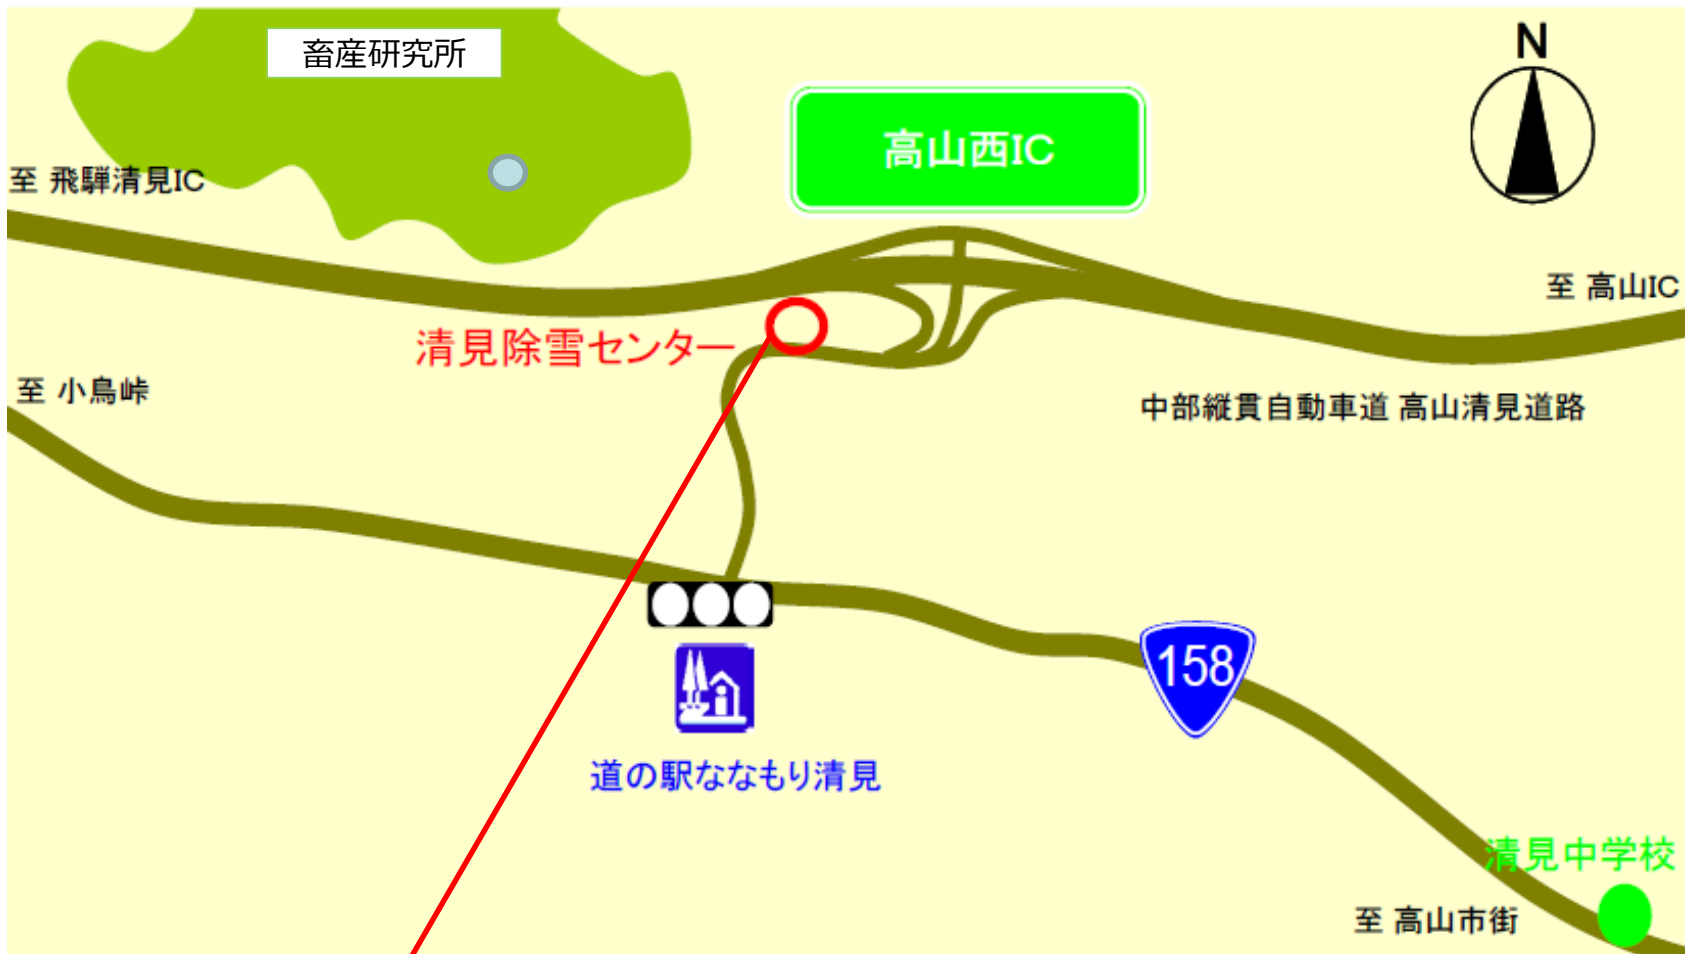 畜産研究所
N
高山西IC
至 飛騨清見IC
至 高山IC
清見除雪センター
至 小鳥峠
中部縦貫自動車道 高山清見道路
158
道の駅ななもり清見
清見中学校
至 高山市街